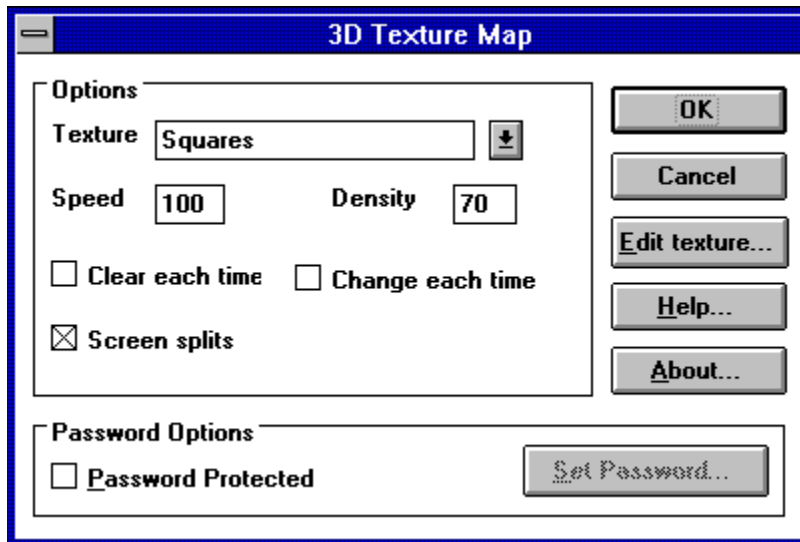 3D Texture Map
Options
Texture Squares
Speed 100 Density 70
Clear each time Change each time
Screen splits
OK
Cancel
Edit texture...
Help...
About...
Password Options
Password Protected
Set Password...